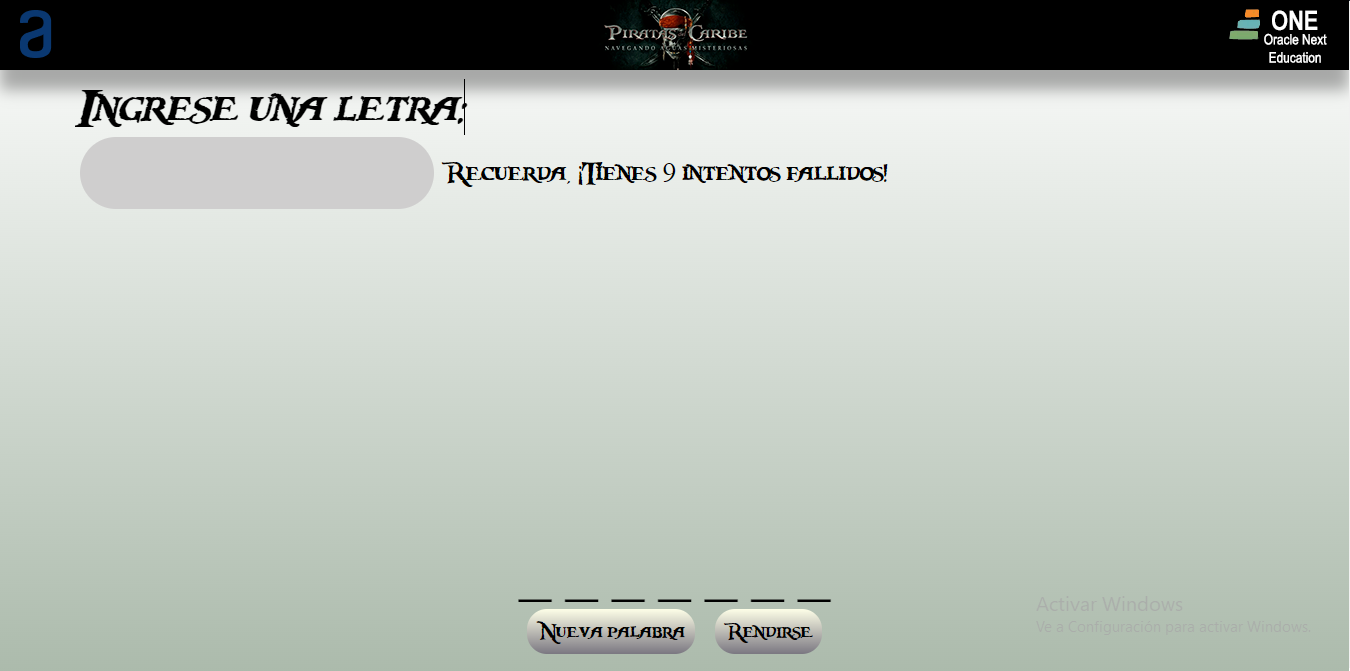 a
PIRATAS CARIBE
NAVEGANDO AGUAS MISTERIOSAS
ONE
Oracle Next
Education
Ingrese una letra:
Recuerda, ¡Tienes 9 intentos fallidos!
Nueva palabra
Rendirse
Activar Windows
Ve a Configuración para activar Windows.